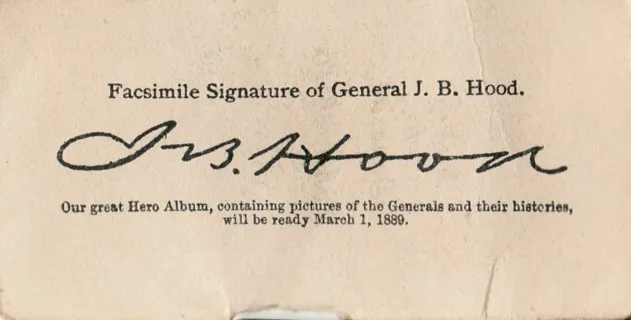 Facsimile Signature of General J. B. Hood.
J. B. Hood
Our great Hero Album, containing pictures of the Generals and their histories,
will be ready March 1, 1889.